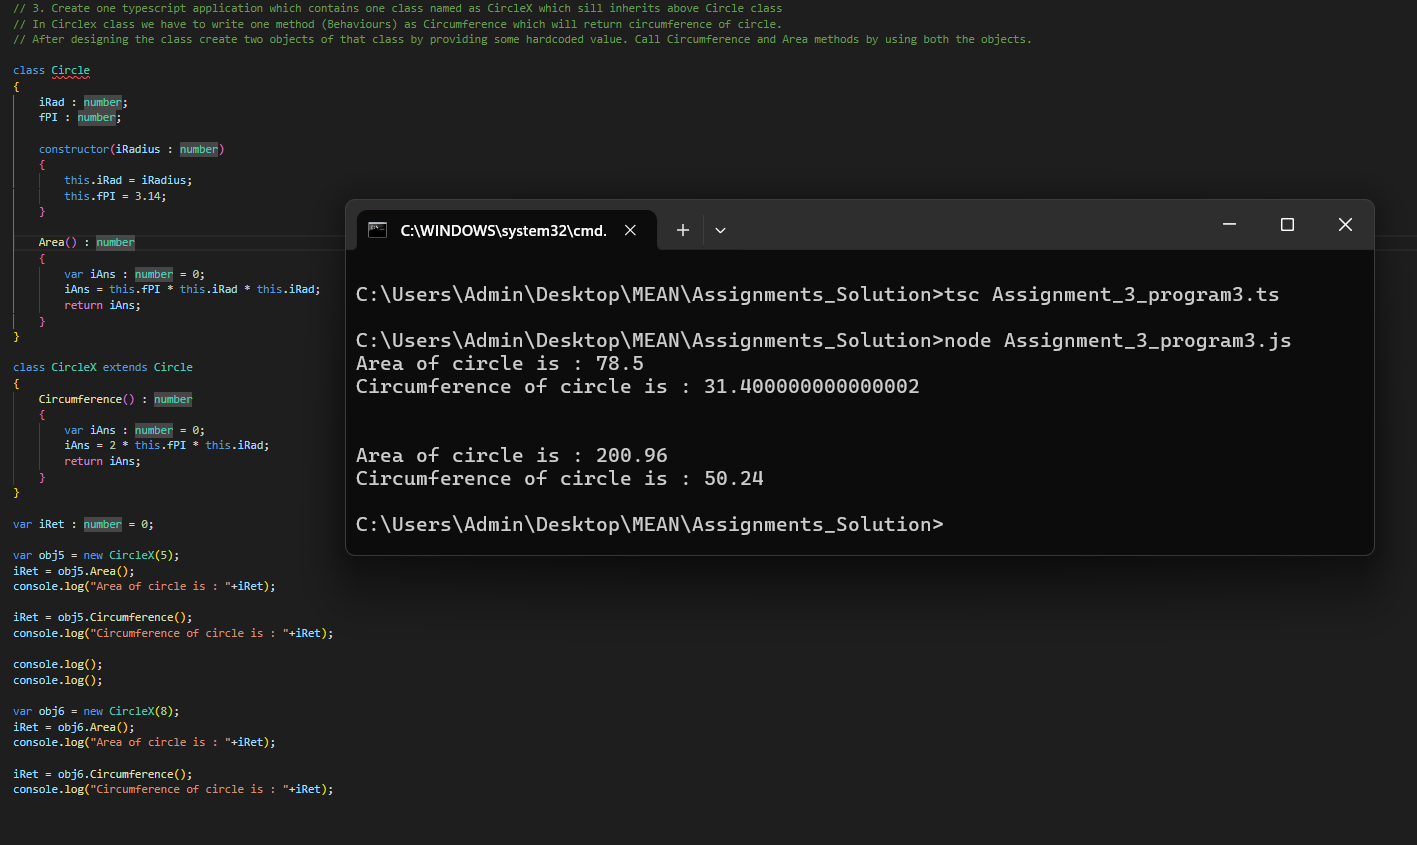 // 3. Create one typescript application which contains one class named as CircleX which sill inherits above Circle class
// In Circlex class we have to write one method (Behaviours) as Circumference which will return circumference of circle.
// After designing the class create two objects of that class by providing some hardcoded value. Call Circumference and Area methods by using both the objects.
class Circle
{
iRad : number;
fPI : number;
constructor(iRadius : number)
{
this.iRad = iRadius;
this.fPI = 3.14;
}
Area() : number
{
var iAns : number = 0;
iAns = this.fPI * this.iRad * this.iRad;
return iAns;
}
}
class CircleX extends Circle
{
Circumference() : number
{
var iAns : number = 0;
iAns = 2 * this.fPI * this.iRad;
return iAns;
}
}
var iRet : number = 0;
var obj5 = new CircleX(5);
iRet = obj5.Area();
console.log("Area of circle is : "+iRet);
iRet = obj5.Circumference();
console.log("Circumference of circle is : "+iRet);
console.log();
console.log();
var obj6 = new CircleX(8);
iRet = obj6.Area();
console.log("Area of circle is : "+iRet);
iRet = obj6.Circumference();
console.log("Circumference of circle is : "+iRet);
C:\WINDOWS\system32\cmd.
C:\Users\Admin\Desktop\MEAN\Assignments_Solution>tsc Assignment_3_program3.ts
C:\Users\Admin\Desktop\MEAN\Assignments_Solution>node Assignment_3_program3.js
Area of circle is : 78.5
Circumference of circle is : 31.400000000000002
Area of circle is : 200.96
Circumference of circle is : 50.24
C:\Users\Admin\Desktop\MEAN\Assignments_Solution>